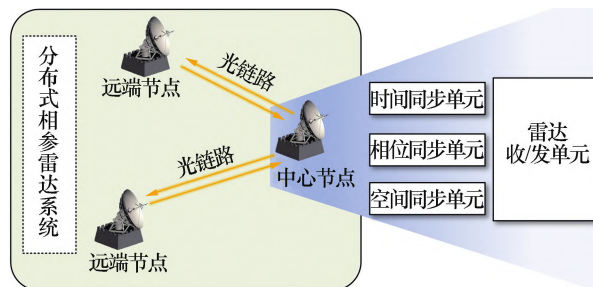 分布式相参雷达系统
远端节点
光链路
光链路
中心节点
远端节点
时间同步单元
相位同步单元
空间同步单元
雷达
收/发单元